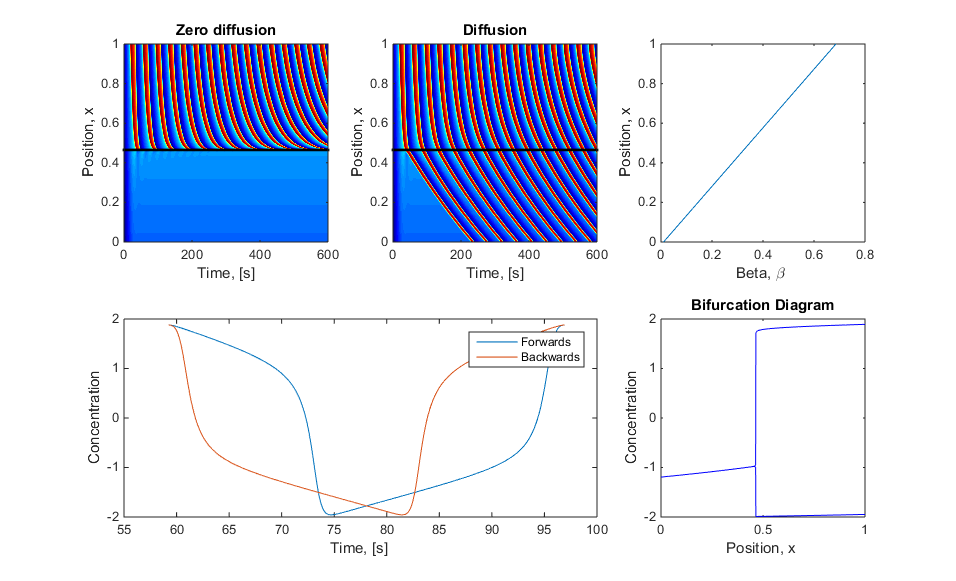 Zero diffusion
Position, x
1
0.8
0.6
0.4
0.2
0
0 200 400 600
Time, [s]
Diffusion
Position, x
1
0.8
0.6
0.4
0.2
0
0 200 400 600
Time, [s]
Position, x
1
0.8
0.6
0.4
0.2
0
0 0.2 0.4 0.6 0.8
Beta, β
Concentration
2
1
0
-1
-2
55 60 65 70 75 80 85 90 95 100
Time, [s]
Forwards
Backwards
Bifurcation Diagram
Concentration
2
1
0
-1
-2
0 0.5 1
Position, x